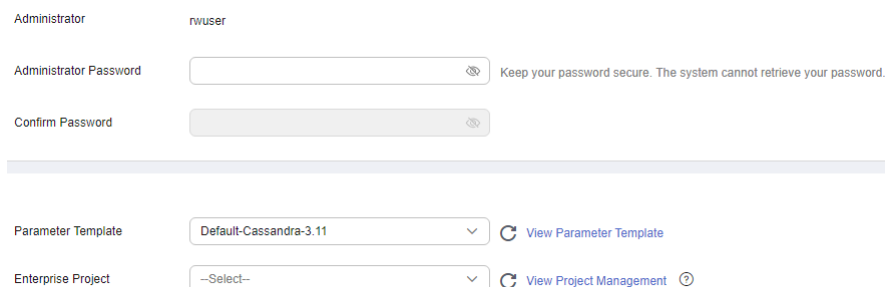 Administrator rwuser
Administrator Password Keep your password secure. The system cannot retrieve your password.
Confirm Password
Parameter Template Default-Cassandra-3.11 View Parameter Template
Enterprise Project --Select-- View Project Management ?